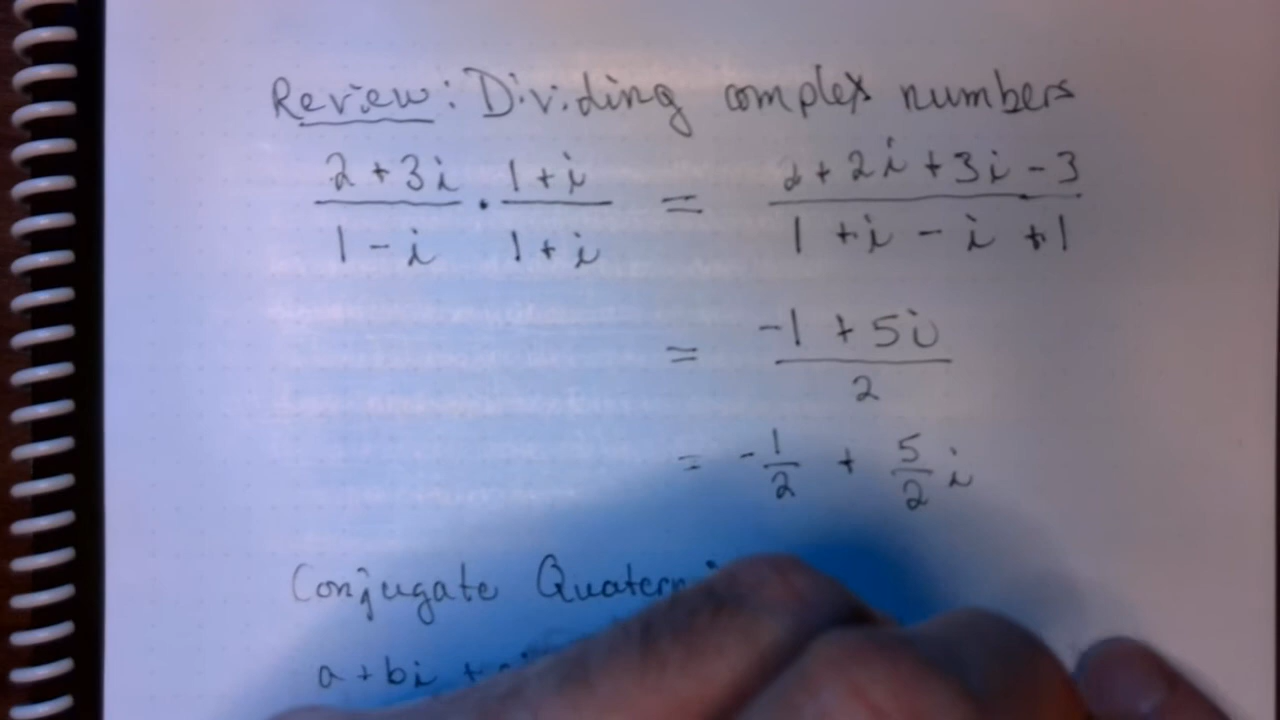 Review: Dividing complex numbers
2 + 3i / 1 - i · 1 + i / 1 + i = 2 + 2i + 3i - 3 / 1 + i - i + 1
= -1 + 5i / 2
= - 1/2 + 5/2 i
Conjugate
a + bi +